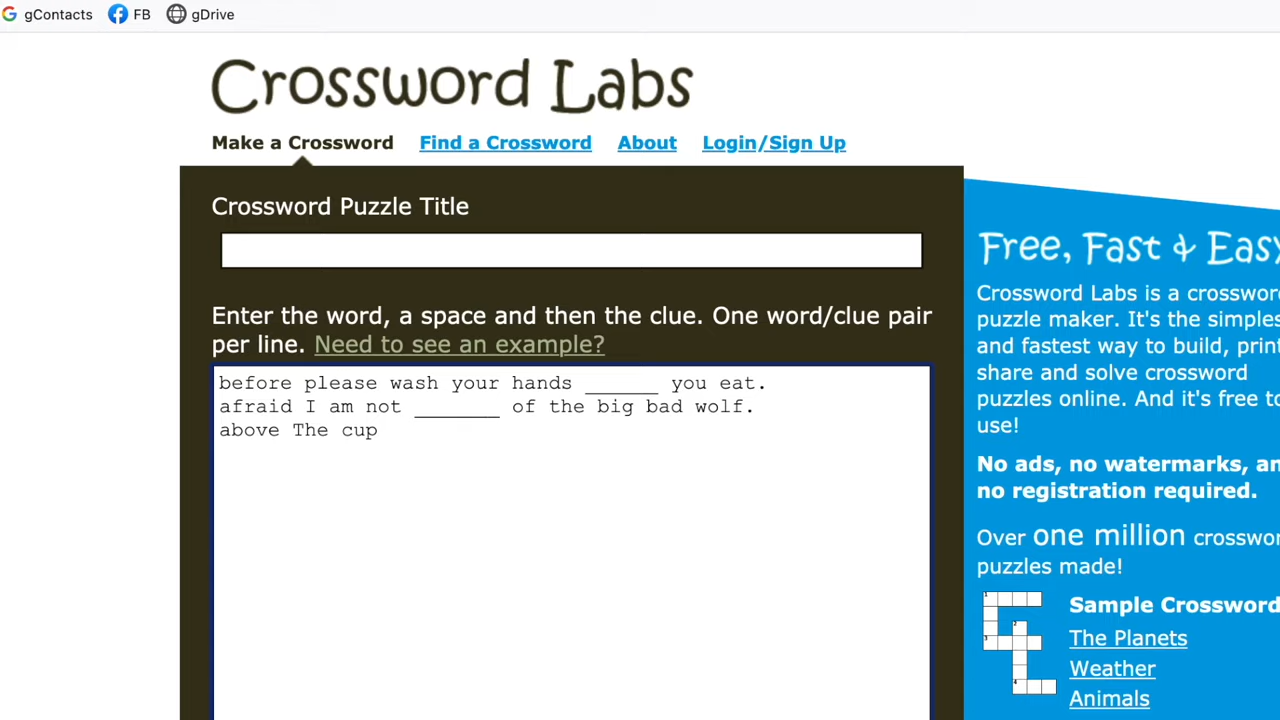 gContacts FB gDrive
Crossword Labs
Make a Crossword Find a Crossword About Login/Sign Up
Crossword Puzzle Title
Enter the word, a space and then the clue. One word/clue pair
per line. Need to see an example?
before please wash your hands ______ you eat.
afraid I am not _______ of the big bad wolf.
above The cup
Free, Fast & Easy
Crossword Labs is a crossword
puzzle maker. It's the simples
and fastest way to build, print
share and solve crossword
puzzles online. And it's free to
use!
No ads, no watermarks, an
no registration required.
Over one million crosswor
puzzles made!
Sample Crossword
The Planets
Weather
Animals